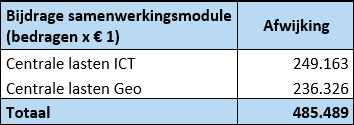 Bijdrage samenwerkingsmodule
(bedragen x € 1) Afwijking
Centrale lasten ICT 249.163
Centrale lasten Geo 236.326
Totaal 485.489